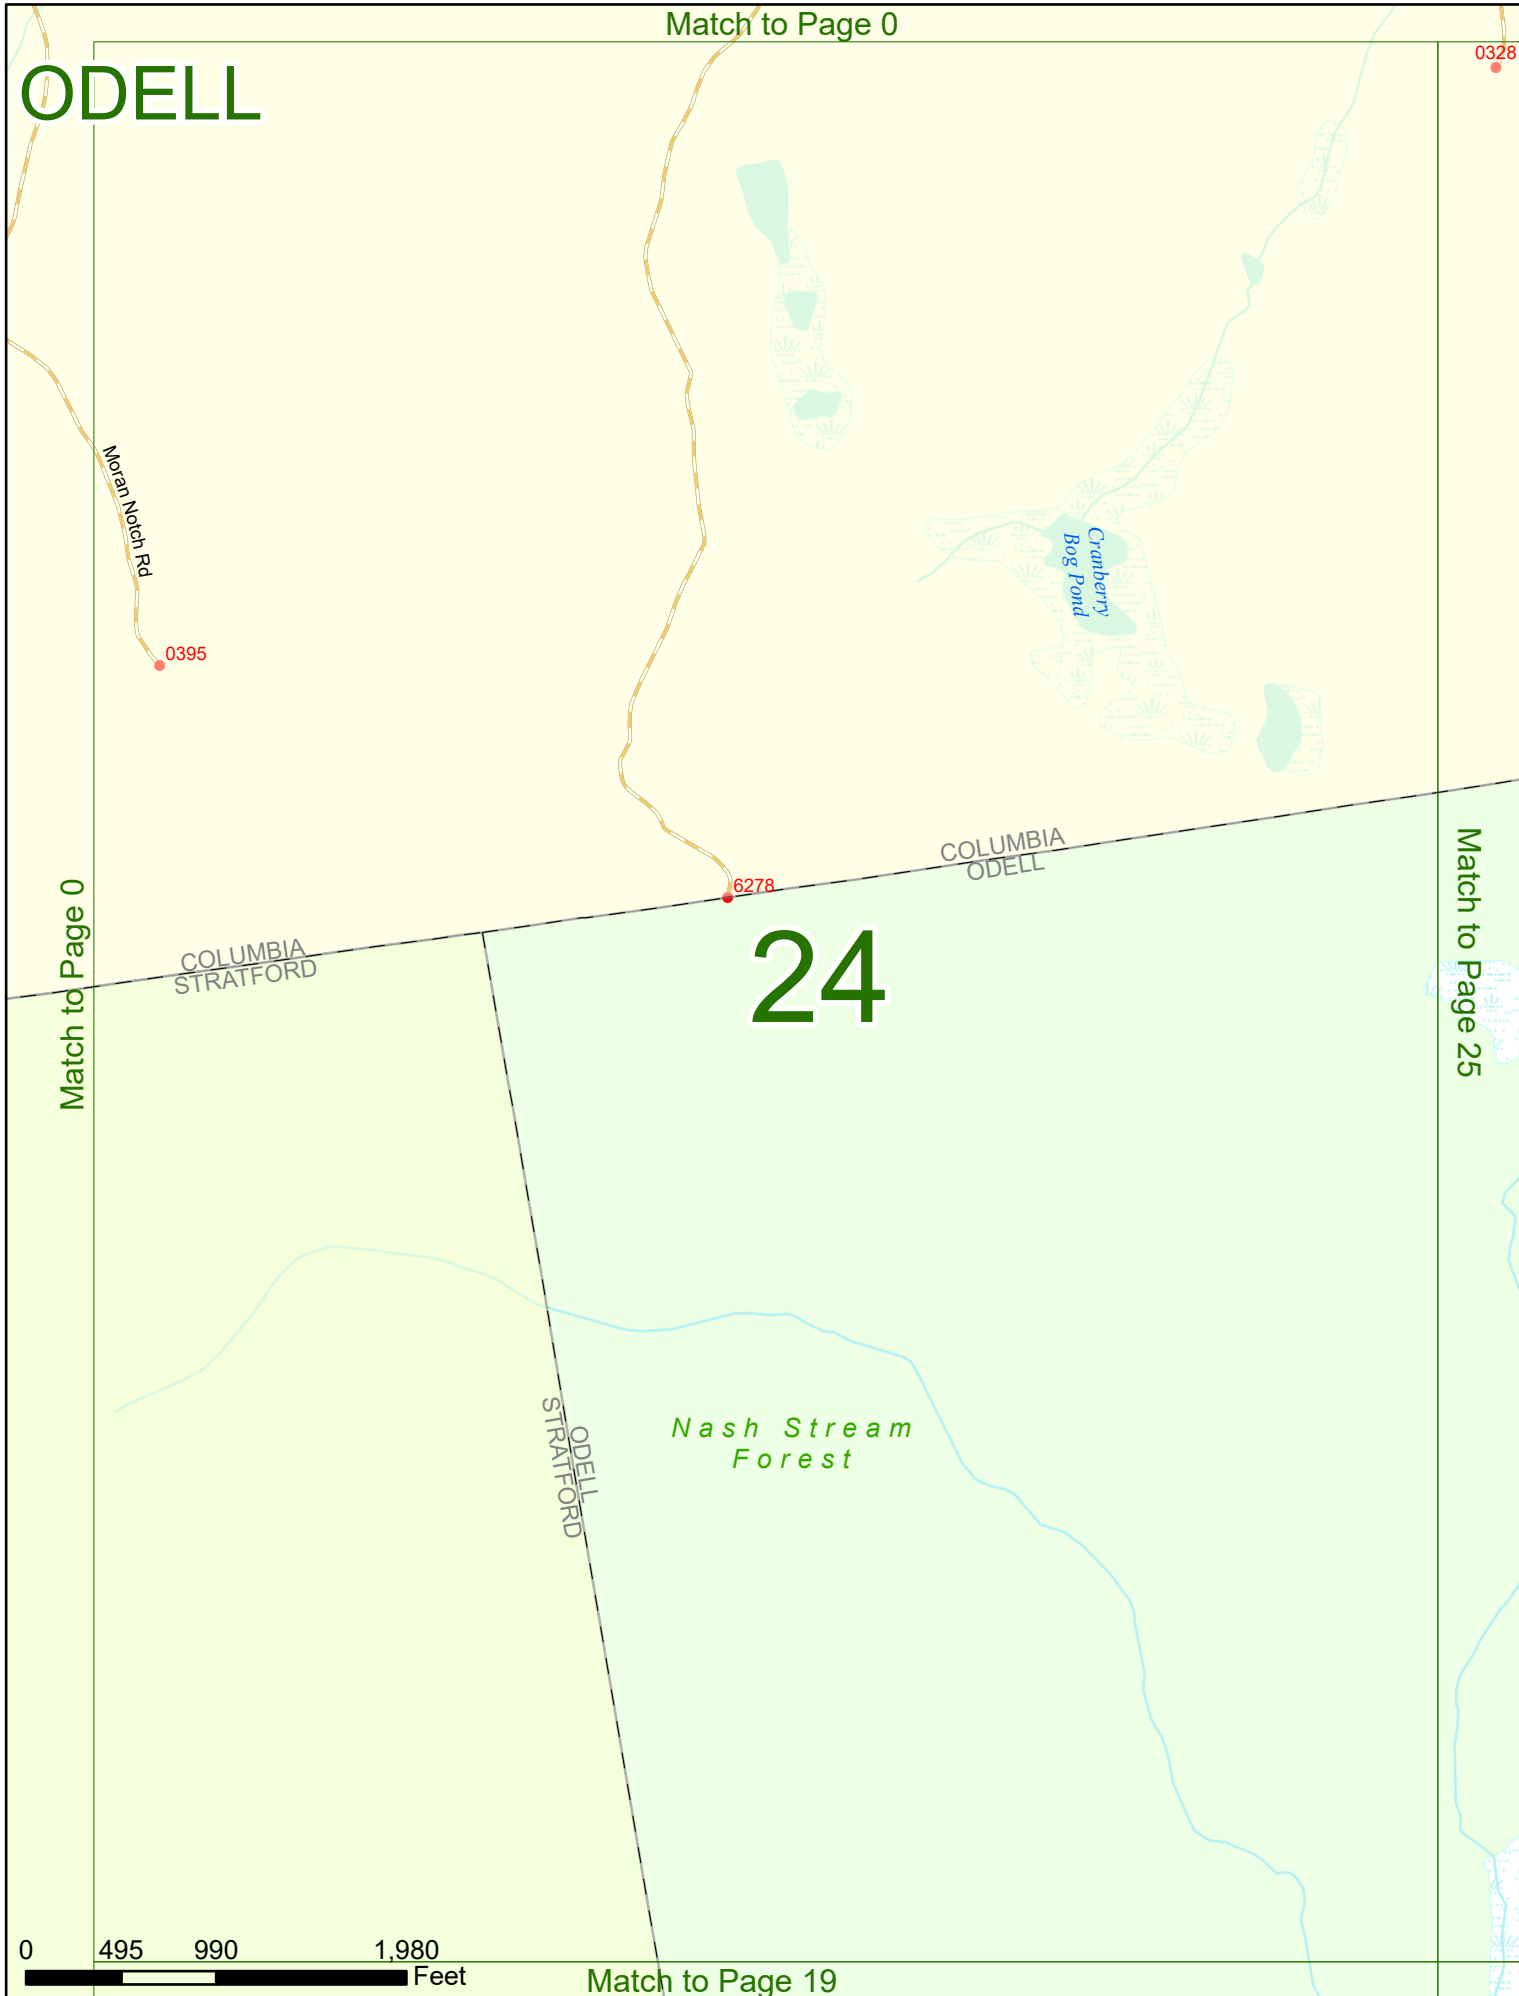 Match to Page 0
0328
ODELL
Moran Notch Rd
Cranberry
Bog Pond
0395
COLUMBIA
ODELL
6278
24
COLUMBIA
STRATFORD
Match to Page 0
Match to Page 25
ODELL
STRATFORD
Nash Stream
Forest
0 495 990 1,980
Feet
Match to Page 19